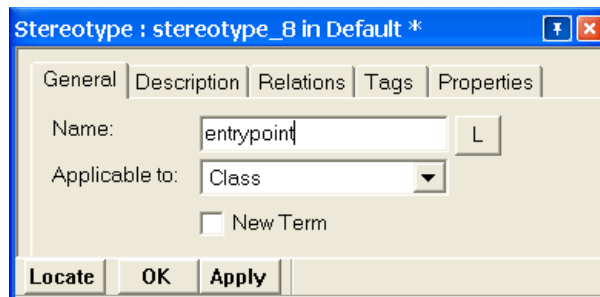 Stereotype : stereotype_8 in Default *
General Description Relations Tags Properties
Name: entrypoint L
Applicable to: Class
New Term
Locate OK Apply